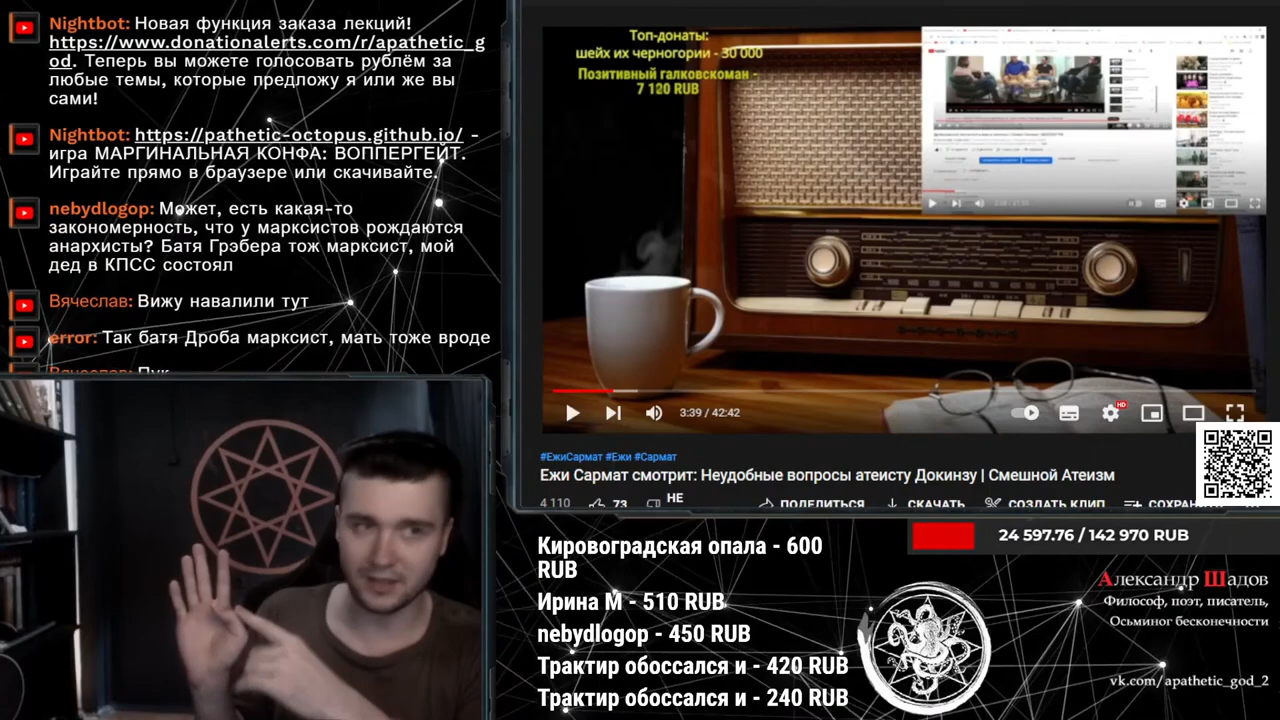 Nightbot: Новая функция заказа лекций!
https://www.donationalerts.com/r/apathetic_g
od. Теперь вы можете голосовать рублём за
любые темы, которые предложу я или же вы
сами!
Nightbot: https://pathetic-octopus.github.io/ -
игра МАРГИНАЛЬНАЯ КОНФА: ВОППЕРГЕЙТ.
Играйте прямо в браузере или скачивайте.
nebydlogop: Может, есть какая-то
закономерность, что у марксистов рождаются
анархисты? Батя Грэбера тож марксист, мой
дед в КПСС состоял
Вячеслав: Вижу навалили тут
error: Так батя Дроба марксист, мать тоже вроде
Вячеслав: Пук
Топ-донаты:
шейх их черногории - 30 000
Позитивный галковскоман -
7 120 RUB
3:39 / 42:42
HD
#ЕжиСармат #Ежи #Сармат
Ежи Сармат смотрит: Неудобные вопросы атеисту Докинзу | Смешной Атеизм
4 110
73
НЕ
ПОДЕЛИТЬСЯ
СКАЧАТЬ
СОЗДАТЬ КЛИП
24 597.76 / 142 970 RUB
Кировоградская опала - 600
RUB
Ирина М - 510 RUB
nebydlogop - 450 RUB
Трактир обоссался и - 420 RUB
Трактир обоссался и - 240 RUB
Александр Шадов
Философ, поэт, писатель,
Осьминог бесконечности
vk.com/apathetic_god_2